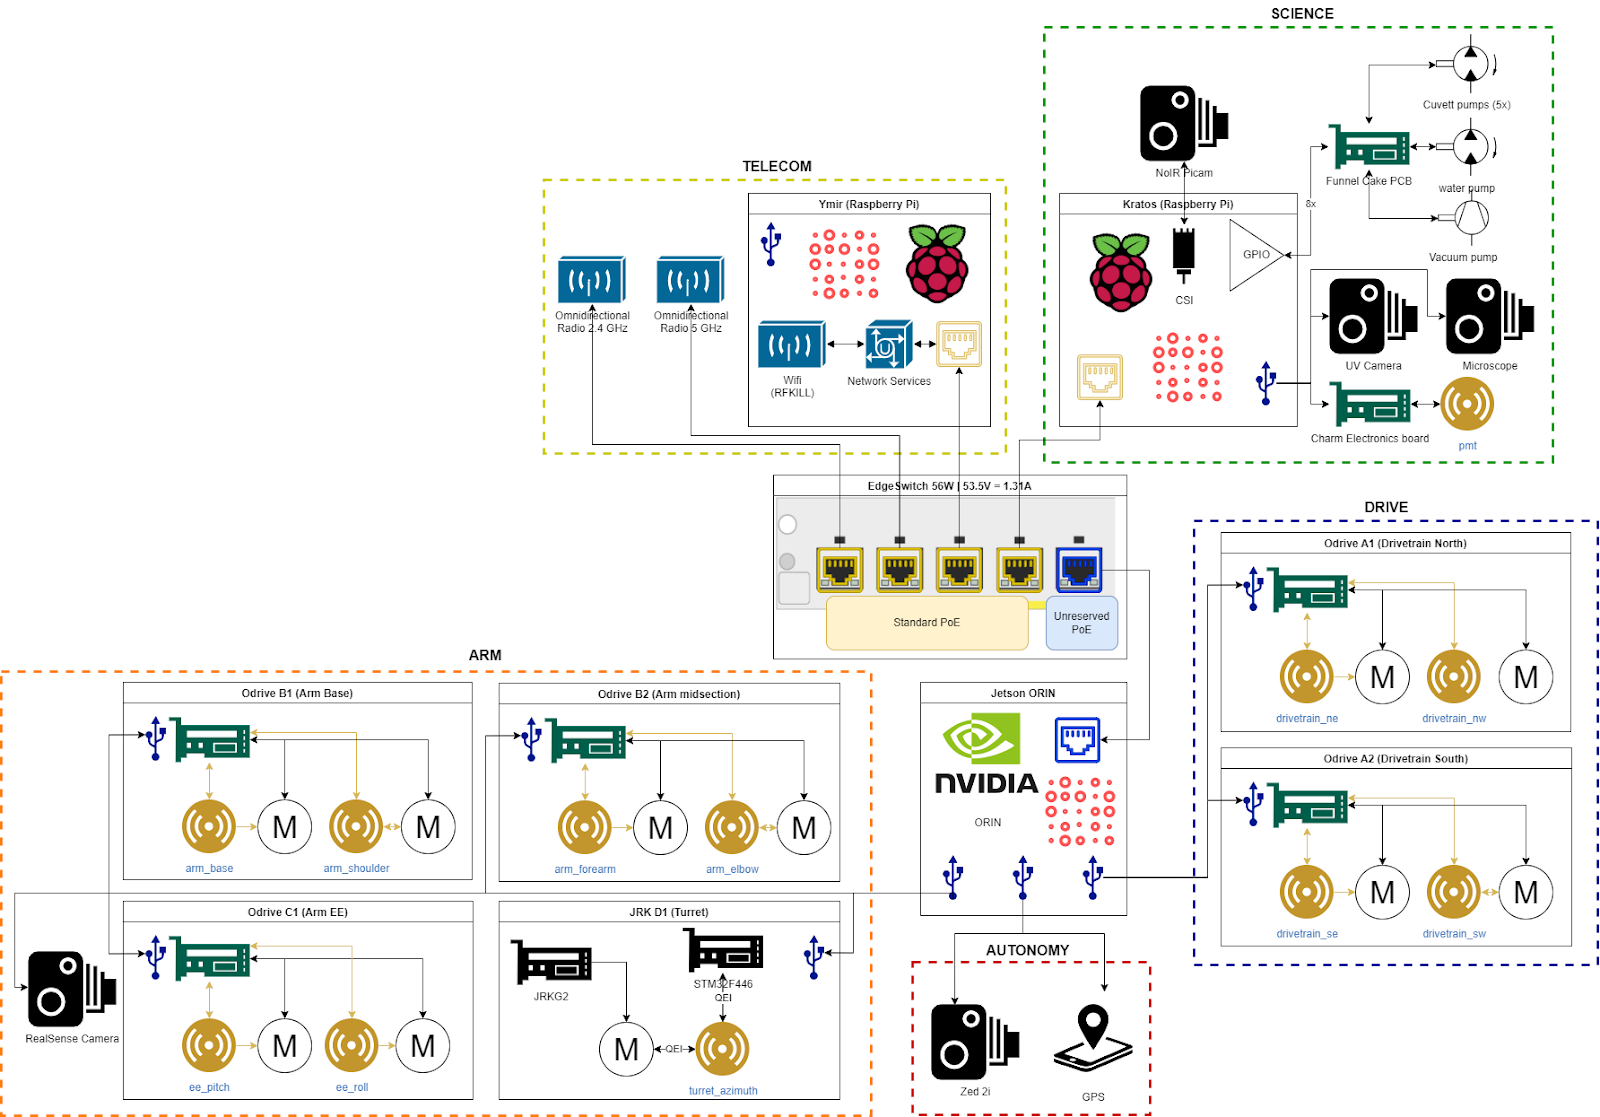 SCIENCE
Cuvett pumps (5x)
NoIR Picam
Funnel Cake PCB
water pump
8x
Kratos (Raspberry Pi)
GPIO
CSI
Vacuum pump
UV Camera
Microscope
Charm Electronics board
pmt
TELECOM
Ymir (Raspberry Pi)
Omnidirectional
Radio 2.4 GHz
Omnidirectional
Radio 5 GHz
Wifi
(RFKILL)
U
Network Services
EdgeSwitch 56W | 53.5V = 1.31A
Standard PoE
Unreserved
PoE
DRIVE
Odrive A1 (Drivetrain North)
M
M
drivetrain_ne
drivetrain_nw
Odrive A2 (Drivetrain South)
M
M
drivetrain_se
drivetrain_sw
ARM
Odrive B1 (Arm Base)
M
M
arm_base
arm_shoulder
Odrive B2 (Arm midsection)
M
M
arm_forearm
arm_elbow
Odrive C1 (Arm EE)
M
M
ee_pitch
ee_roll
RealSense Camera
JRK D1 (Turret)
JRKG2
STM32F446
QEI
M
QEI
turret_azimuth
Jetson ORIN
NVIDIA
ORIN
AUTONOMY
Zed 2i
GPS